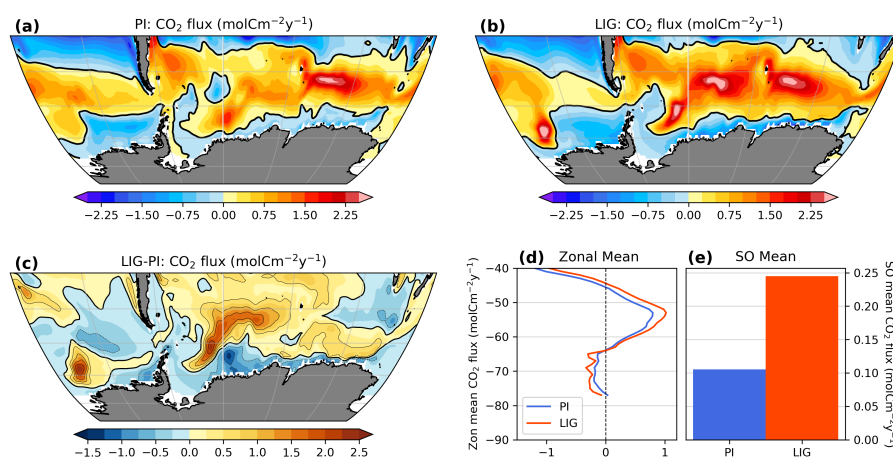 (a) PI: CO₂ flux (molCm⁻²y⁻¹)
−2.25 −1.50 −0.75 0.00 0.75 1.50 2.25
(b) LIG: CO₂ flux (molCm⁻²y⁻¹)
−2.25 −1.50 −0.75 0.00 0.75 1.50 2.25
(c) LIG-PI: CO₂ flux (molCm⁻²y⁻¹)
−1.5 −1.0 −0.5 0.0 0.5 1.0 1.5 2.0 2.5
(d) Zonal Mean
Zon mean CO₂ flux (molCm⁻²y⁻¹)
−40
−50
−60
−70
−80
−90
PI
LIG
−1 0 1
(e) SO Mean
0.25
0.20
0.15
0.10
0.05
0.00
SO mean CO₂ flux (molCm⁻²y⁻¹)
PI LIG